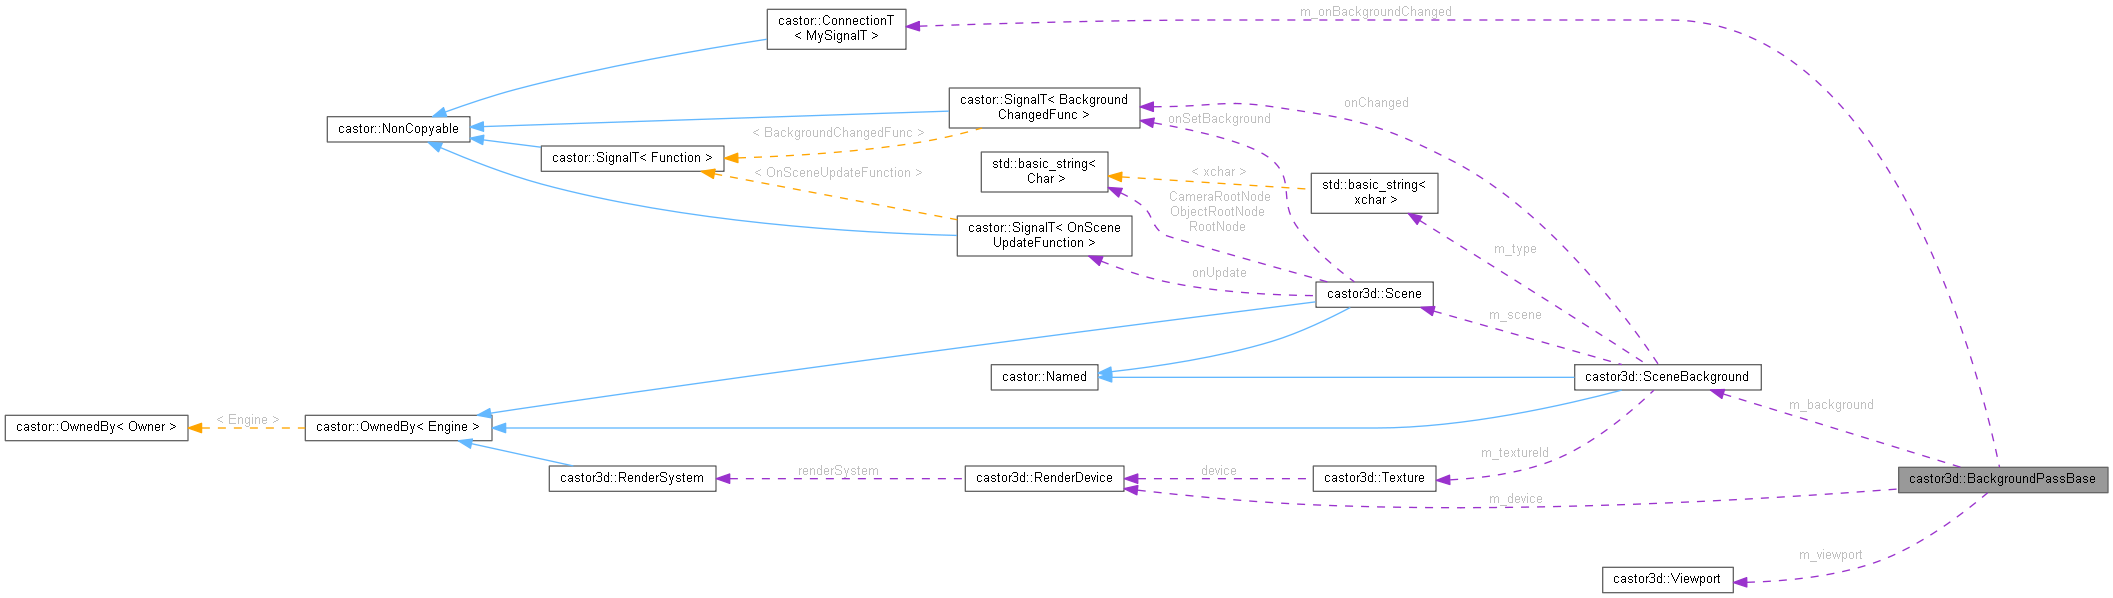 castor::ConnectionT
< MySignalT >
m_onBackgroundChanged
castor::SignalT< Background
ChangedFunc >
onChanged
onSetBackground
castor::NonCopyable
< BackgroundChangedFunc >
castor::SignalT< Function >
std::basic_string<
Char >
< OnSceneUpdateFunction >
< xchar >
std::basic_string<
xchar >
CameraRootNode
ObjectRootNode
RootNode
castor::SignalT< OnScene
UpdateFunction >
m_type
onUpdate
castor3d::Scene
m_scene
castor::Named
castor3d::SceneBackground
m_background
castor::OwnedBy< Owner >
< Engine >
castor::OwnedBy< Engine >
m_textureId
castor3d::RenderSystem
renderSystem
castor3d::RenderDevice
device
castor3d::Texture
castor3d::BackgroundPassBase
m_device
m_viewport
castor3d::Viewport